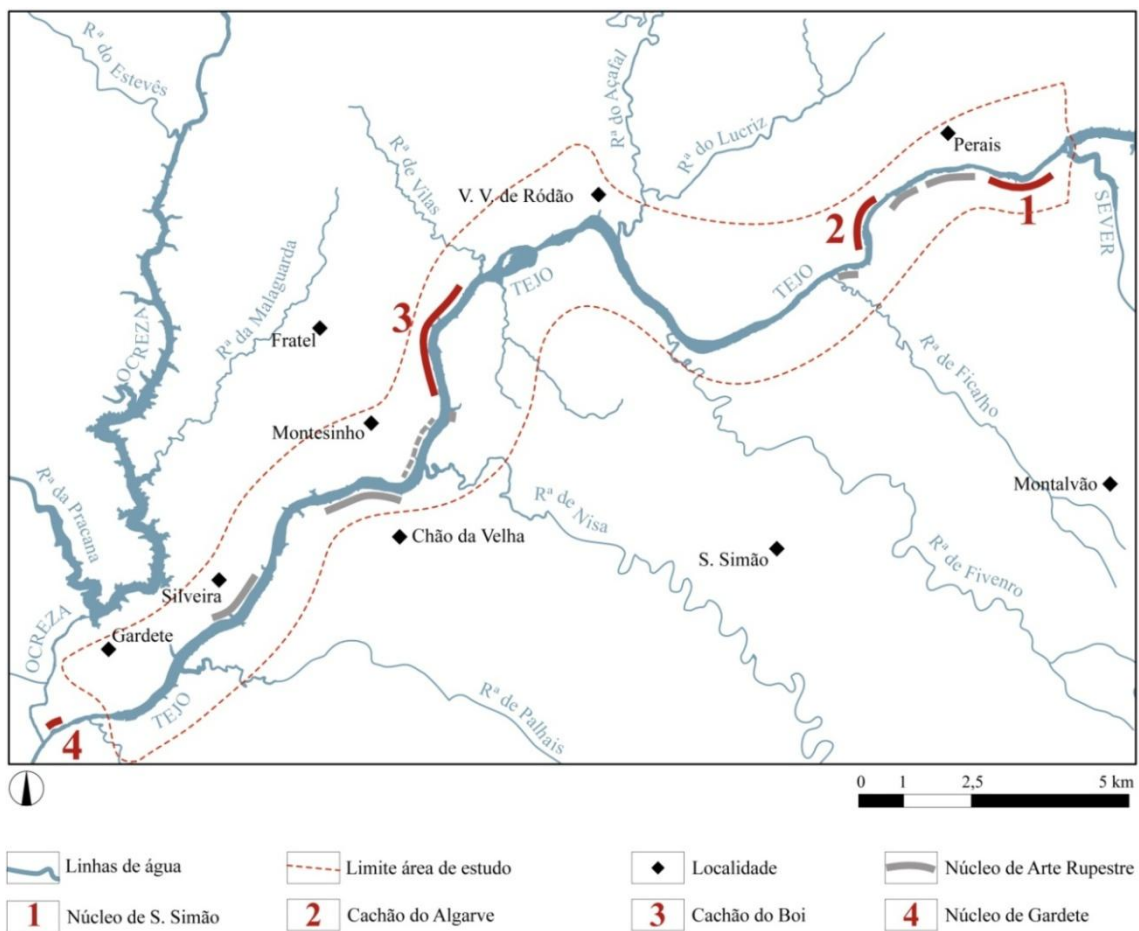 Rª do Estevês
Rª do Açafal
Rª do Lucriz
Perais
Rª de Vilas
V. V. de Ródão
SEVER
1
2
TEJO
TEJO
OCREZA
Rª da Malaguarda
3
Fratel
Rª de Ficalho
Montesinho
Rª da Pracana
Montalvão
Rª de Nisa
Chão da Velha
S. Simão
Rª de Fivenro
Silveira
OCREZA
Gardete
TEJO
Rª de Palhais
4
0 1 2,5 5 km
Linhas de água
Limite área de estudo
Localidade
Núcleo de Arte Rupestre
1 Núcleo de S. Simão
2 Cachão do Algarve
3 Cachão do Boi
4 Núcleo de Gardete